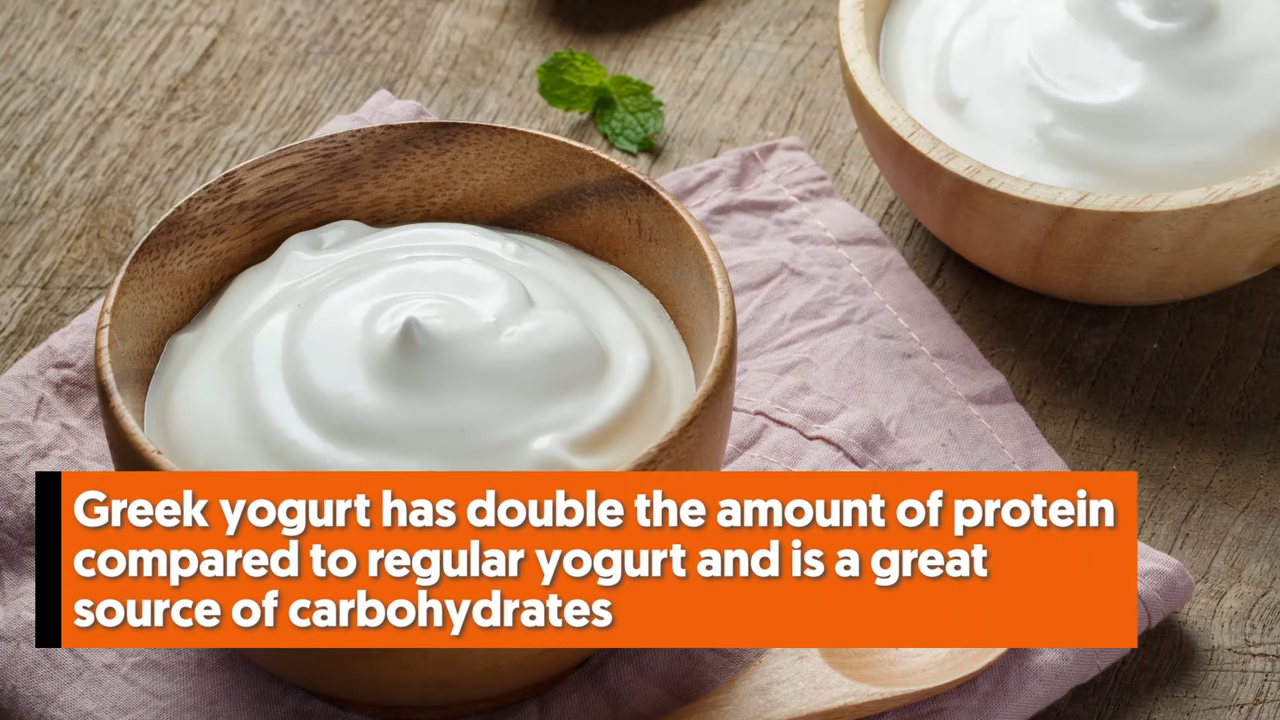 Greek yogurt has double the amount of protein
compared to regular yogurt and is a great
source of carbohydrates